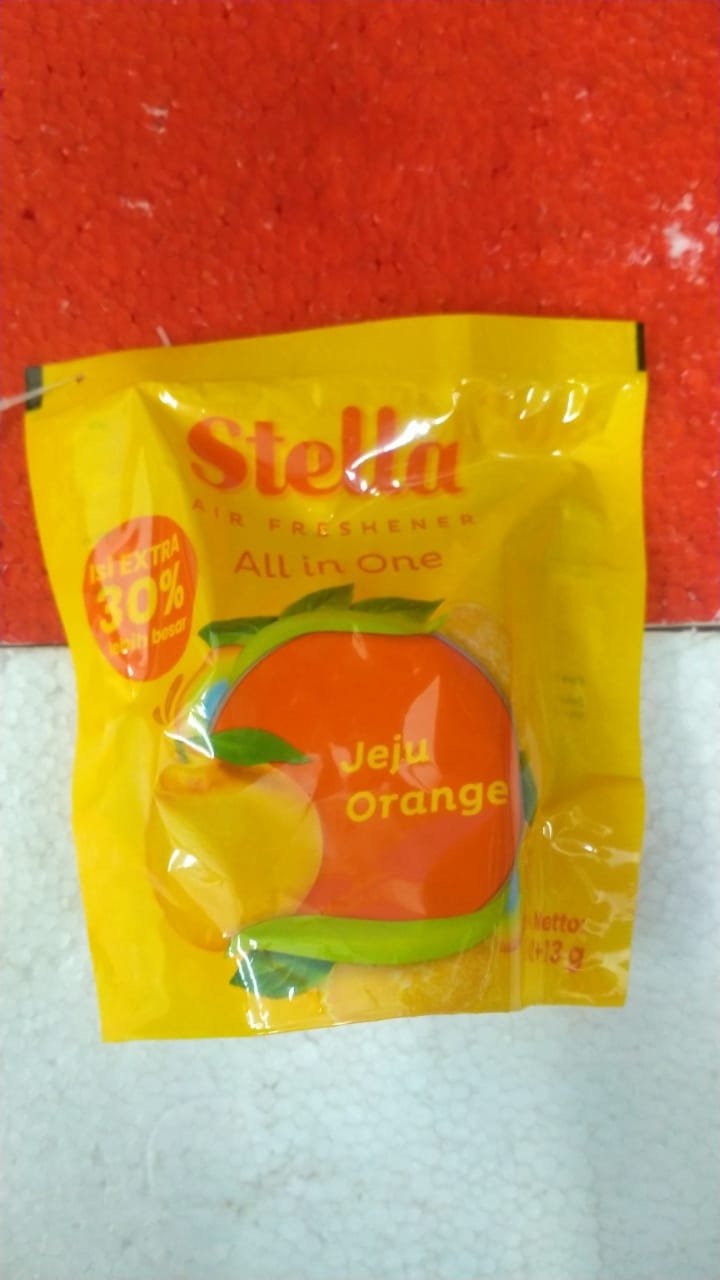 Stella
AIR FRESHENER
All in One
ISI EXTRA
30%
lebih besar
Jeju
Orange
Netto: